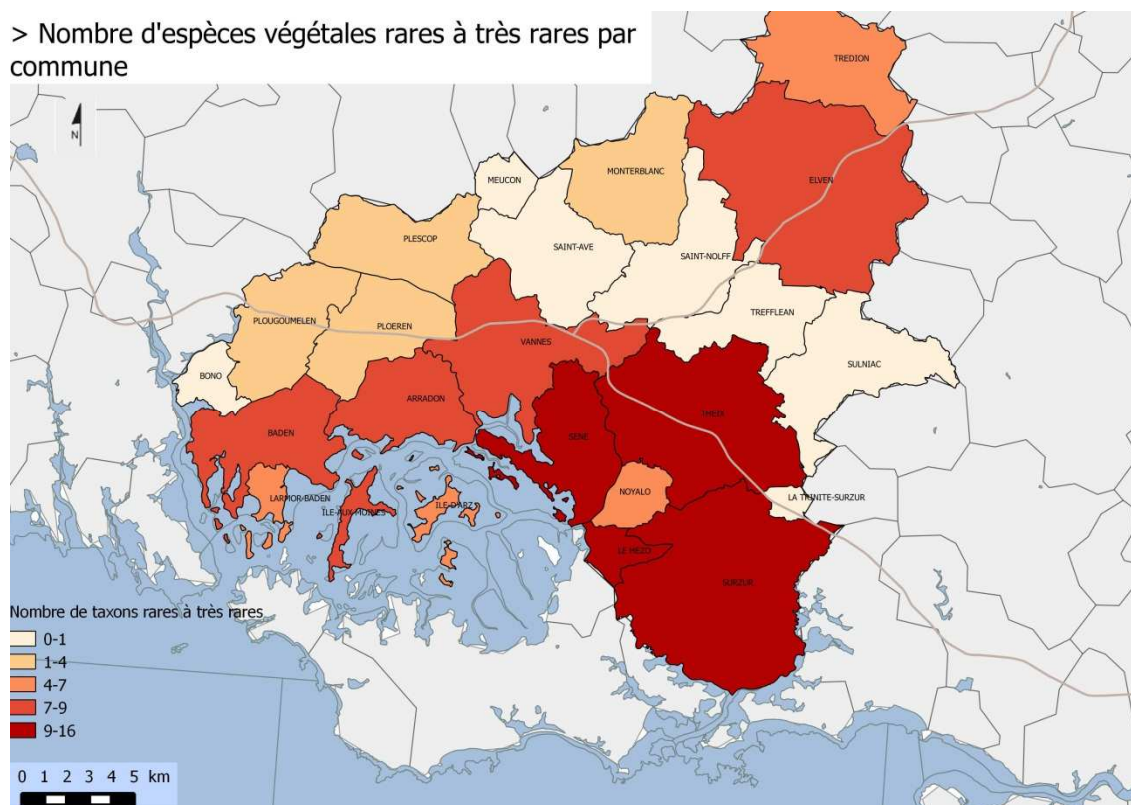 > Nombre d'espèces végétales rares à très rares par
commune
N
TREDION
MONTERBLANC
ELVEN
MEUCON
PLESCOP
SAINT-AVE
SAINT-NOLFF
PLOUGOUMELEN
PLOEREN
TREFFLEAN
VANNES
SULNIAC
BONO
ARRADON
THEIX
BADEN
SENE
NOYALO
LARMOR-BADEN
ILE-D'ARZ
LA TRINITE-SURZUR
ILE-AUX-MOINES
LE HEZO
SURZUR
Nombre de taxons rares à très rares
0-1
1-4
4-7
7-9
9-16
0 1 2 3 4 5 km